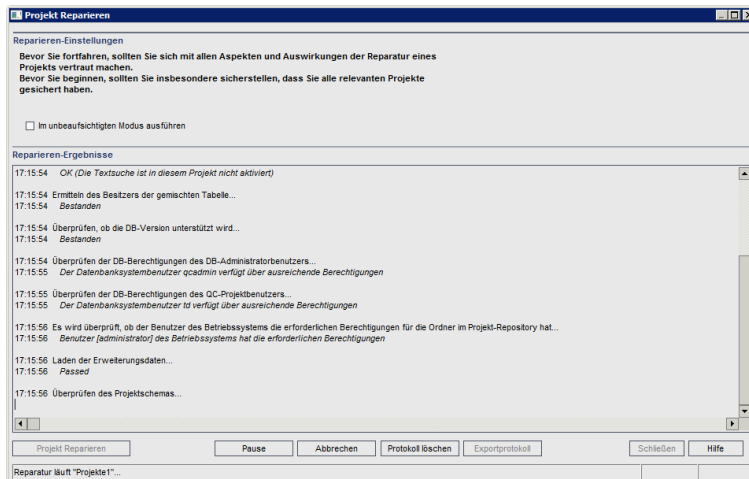 Projekt Reparieren
Reparieren-Einstellungen
Bevor Sie fortfahren, sollten Sie sich mit allen Aspekten und Auswirkungen der Reparatur eines
Projekts vertraut machen.
Bevor Sie beginnen, sollten Sie insbesondere sicherstellen, dass Sie alle relevanten Projekte
gesichert haben.
Im unbeaufsichtigten Modus ausführen
Reparieren-Ergebnisse
17:15:54 OK (Die Textsuche ist in diesem Projekt nicht aktiviert)
17:15:54 Ermitteln des Besitzers der gemischten Tabelle...
17:15:54 Bestanden
17:15:54 Überprüfen, ob die DB-Version unterstützt wird...
17:15:54 Bestanden
17:15:54 Überprüfen der DB-Berechtigungen des DB-Administratorbenutzers...
17:15:55 Der Datenbanksystembenutzer qcadmin verfügt über ausreichende Berechtigungen
17:15:55 Überprüfen der DB-Berechtigungen des QC-Projektbenutzers...
17:15:55 Der Datenbanksystembenutzer td verfügt über ausreichende Berechtigungen
17:15:56 Es wird überprüft, ob der Benutzer des Betriebssystems die erforderlichen Berechtigungen für die Ordner im Projekt-Repository hat...
17:15:56 Benutzer [administrator] des Betriebssystems hat die erforderlichen Berechtigungen
17:15:56 Laden der Erweiterungsdaten...
17:15:56 Passed
17:15:56 Überprüfen des Projektschemas...
Projekt Reparieren Pause Abbrechen Protokoll löschen Exportprotokoll Schließen Hilfe
Reparatur läuft "Projekte1"...